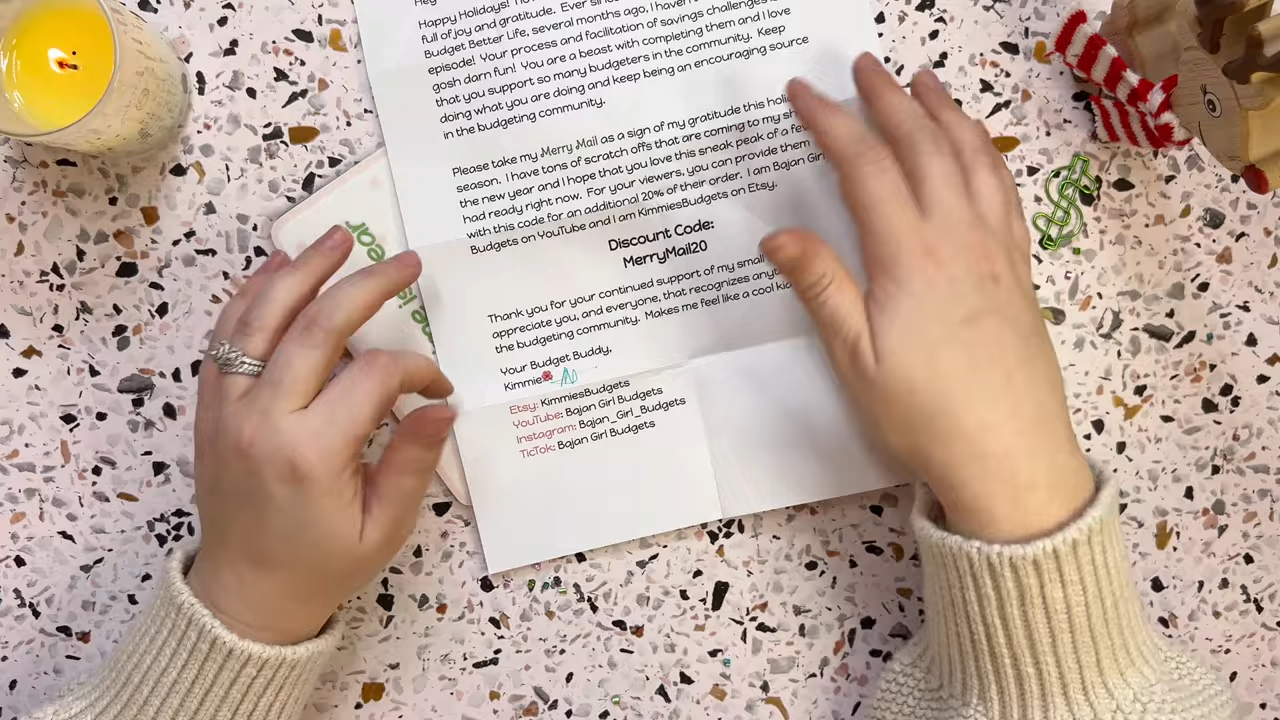 Hey
Happy Holidays!
full of joy and gratitude. Ever since
Budget Better Life, several months ago, I haven't
episode! Your process and facilitation of savings challenges is
gosh darn fun! You are a beast with completing them and I love
that you support so many budgeters in the community. Keep
doing what you are doing and keep being an encouraging source
in the budgeting community.
Please take my Merry Mail as a sign of my gratitude this
season. I have tons of scratch offs that are coming to my
the new year and I hope that you love this sneak peak of a few
had ready right now. For your viewers, you can provide them
with this code for an additional 20% of their order. I am Bajan
Budgets on YouTube and I am KimmiesBudgets on Etsy.
Discount Code:
MerryMail20
Thank you for your continued support of my small
appreciate you, and everyone, that recognizes
the budgeting community. Makes me feel like a cool
Your Budget Buddy,
Kimmie
Etsy: KimmiesBudgets
YouTube: Bajan Girl Budgets
Instagram: Bajan_Girl_Budgets
TicTok: Bajan Girl Budgets